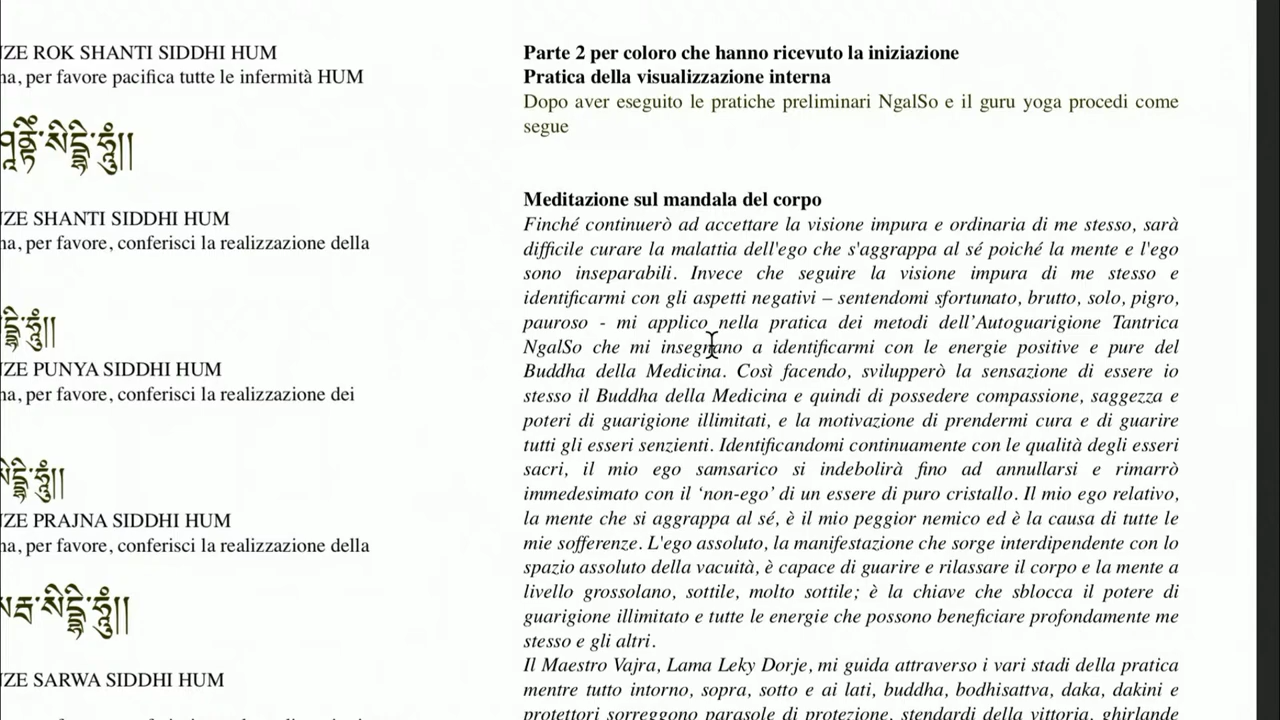 ZE ROK SHANTI SIDDHI HUM
na, per favore pacifica tutte le infermità HUM
སིདྡྷི་ཧཱུྃ།།
ZE SHANTI SIDDHI HUM
na, per favore, conferisci la realizzazione della
ZE PUNYA SIDDHI HUM
na, per favore, conferisci la realizzazione dei
སིདྡྷི་ཧཱུྃ།།
ZE PRAJNA SIDDHI HUM
na, per favore, conferisci la realizzazione della
སིདྡྷི་ཧཱུྃ།།
ZE SARWA SIDDHI HUM
Parte 2 per coloro che hanno ricevuto la iniziazione
Pratica della visualizzazione interna
Dopo aver eseguito le pratiche preliminari NgalSo e il guru yoga procedi come
segue
Meditazione sul mandala del corpo
Finché continuerò ad accettare la visione impura e ordinaria di me stesso, sarà
difficile curare la malattia dell'ego che s'aggrappa al sé poiché la mente e l'ego
sono inseparabili. Invece che seguire la visione impura di me stesso e
identificarmi con gli aspetti negativi – sentendomi sfortunato, brutto, solo, pigro,
pauroso - mi applico nella pratica dei metodi dell’Autoguarigione Tantrica
NgalSo che mi insegnano a identificarmi con le energie positive e pure del
Buddha della Medicina. Così facendo, svilupperò la sensazione di essere io
stesso il Buddha della Medicina e quindi di possedere compassione, saggezza e
poteri di guarigione illimitati, e la motivazione di prendermi cura e di guarire
tutti gli esseri senzienti. Identificandomi continuamente con le qualità degli esseri
sacri, il mio ego samsarico si indebolirà fino ad annullarsi e rimarrò
immedesimato con il ‘non-ego’ di un essere di puro cristallo. Il mio ego relativo,
la mente che si aggrappa al sé, è il mio peggior nemico ed è la causa di tutte le
mie sofferenze. L'ego assoluto, la manifestazione che sorge interdipendente con lo
spazio assoluto della vacuità, è capace di guarire e rilassare il corpo e la mente a
livello grossolano, sottile, molto sottile; è la chiave che sblocca il potere di
guarigione illimitato e tutte le energie che possono beneficiare profondamente me
stesso e gli altri.
Il Maestro Vajra, Lama Leky Dorje, mi guida attraverso i vari stadi della pratica
mentre tutto intorno, sopra, sotto e ai lati, buddha, bodhisattva, daka, dakini e
protettori sorreggono parasole di protezione, stendardi della vittoria, ghirlande